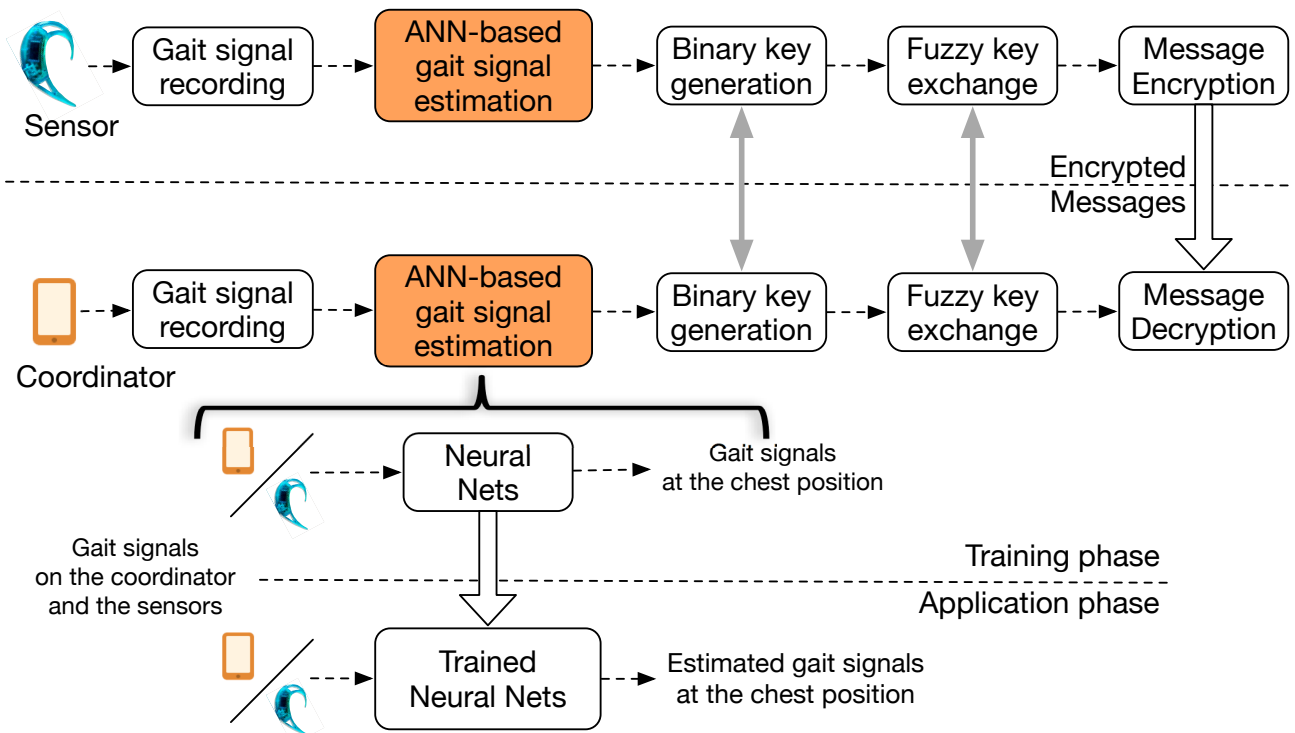 Gait signal
recording
ANN-based
gait signal
estimation
Binary key
generation
Fuzzy key
exchange
Message
Encryption
Sensor
Encrypted
Messages
Gait signal
recording
ANN-based
gait signal
estimation
Binary key
generation
Fuzzy key
exchange
Message
Decryption
Coordinator
Neural
Nets
Gait signals
at the chest position
Gait signals
on the coordinator
and the sensors
Training phase
Application phase
Trained
Neural Nets
Estimated gait signals
at the chest position